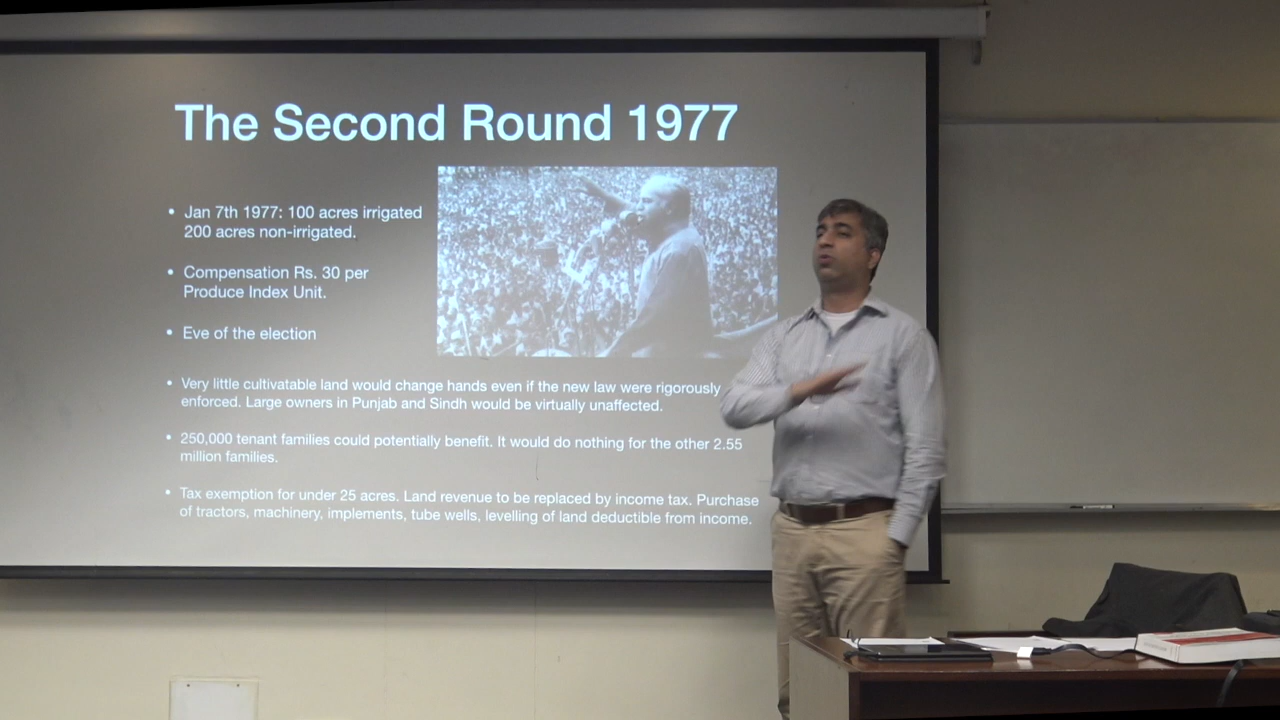 The Second Round 1977
• Jan 7th 1977: 100 acres irrigated
200 acres non-irrigated.
• Compensation Rs. 30 per
Produce Index Unit.
• Eve of the election
• Very little cultivatable land would change hands even if the new law were rigorously
enforced. Large owners in Punjab and Sindh would be virtually unaffected.
• 250,000 tenant families could potentially benefit. It would do nothing for the other 2.55
million families.
• Tax exemption for under 25 acres. Land revenue to be replaced by income tax. Purchase
of tractors, machinery, implements, tube wells, levelling of land deductible from income.